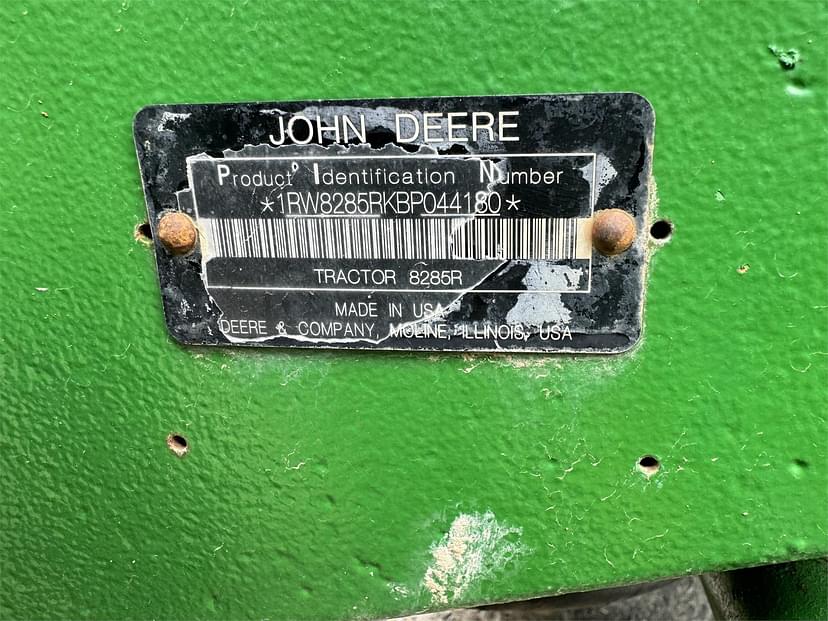 JOHN DEERE
Product Identification Number
*1RW8285RKBP044180*
TRACTOR 8285R
MADE IN USA
DEERE & COMPANY, MOLINE, ILLINOIS, USA